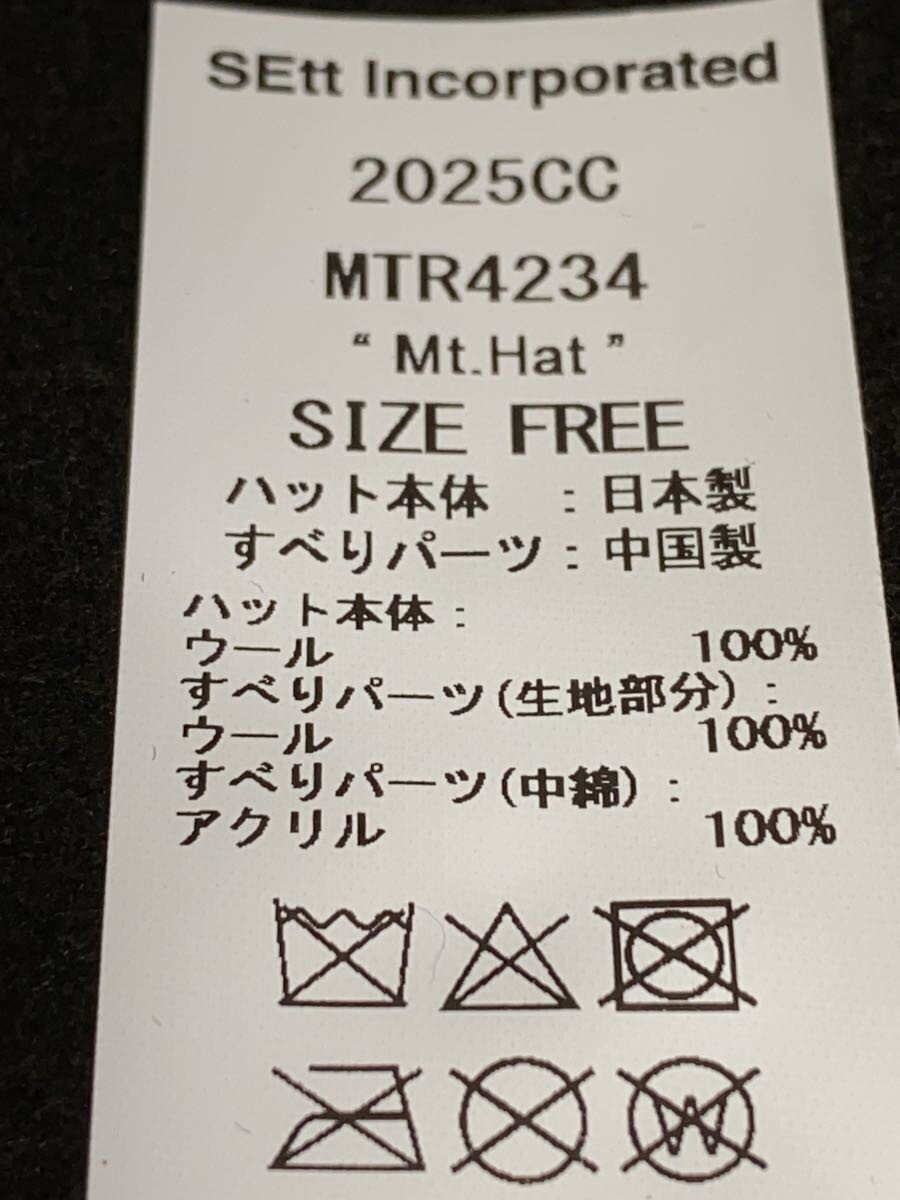 SEtt Incorporated
2025CC
MTR4234
“ Mt.Hat ”
SIZE FREE
ハット本体　：日本製
すべりパーツ：中国製
ハット本体：
ウール 100%
すべりパーツ(生地部分)：
ウール 100%
すべりパーツ(中綿)：
アクリル 100%
W